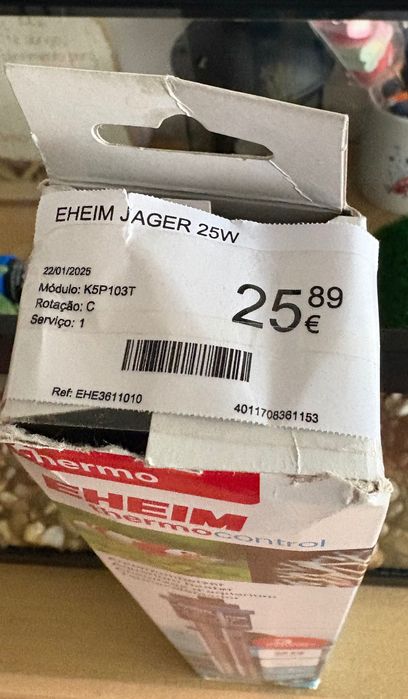 EHEIM JAGER 25W
22/01/2025
Módulo: K5P103T
Rotação: C
Serviço: 1
25 89 €
Ref: EHE3611010
4011708361153
thermo
EHEIM
thermocontrol